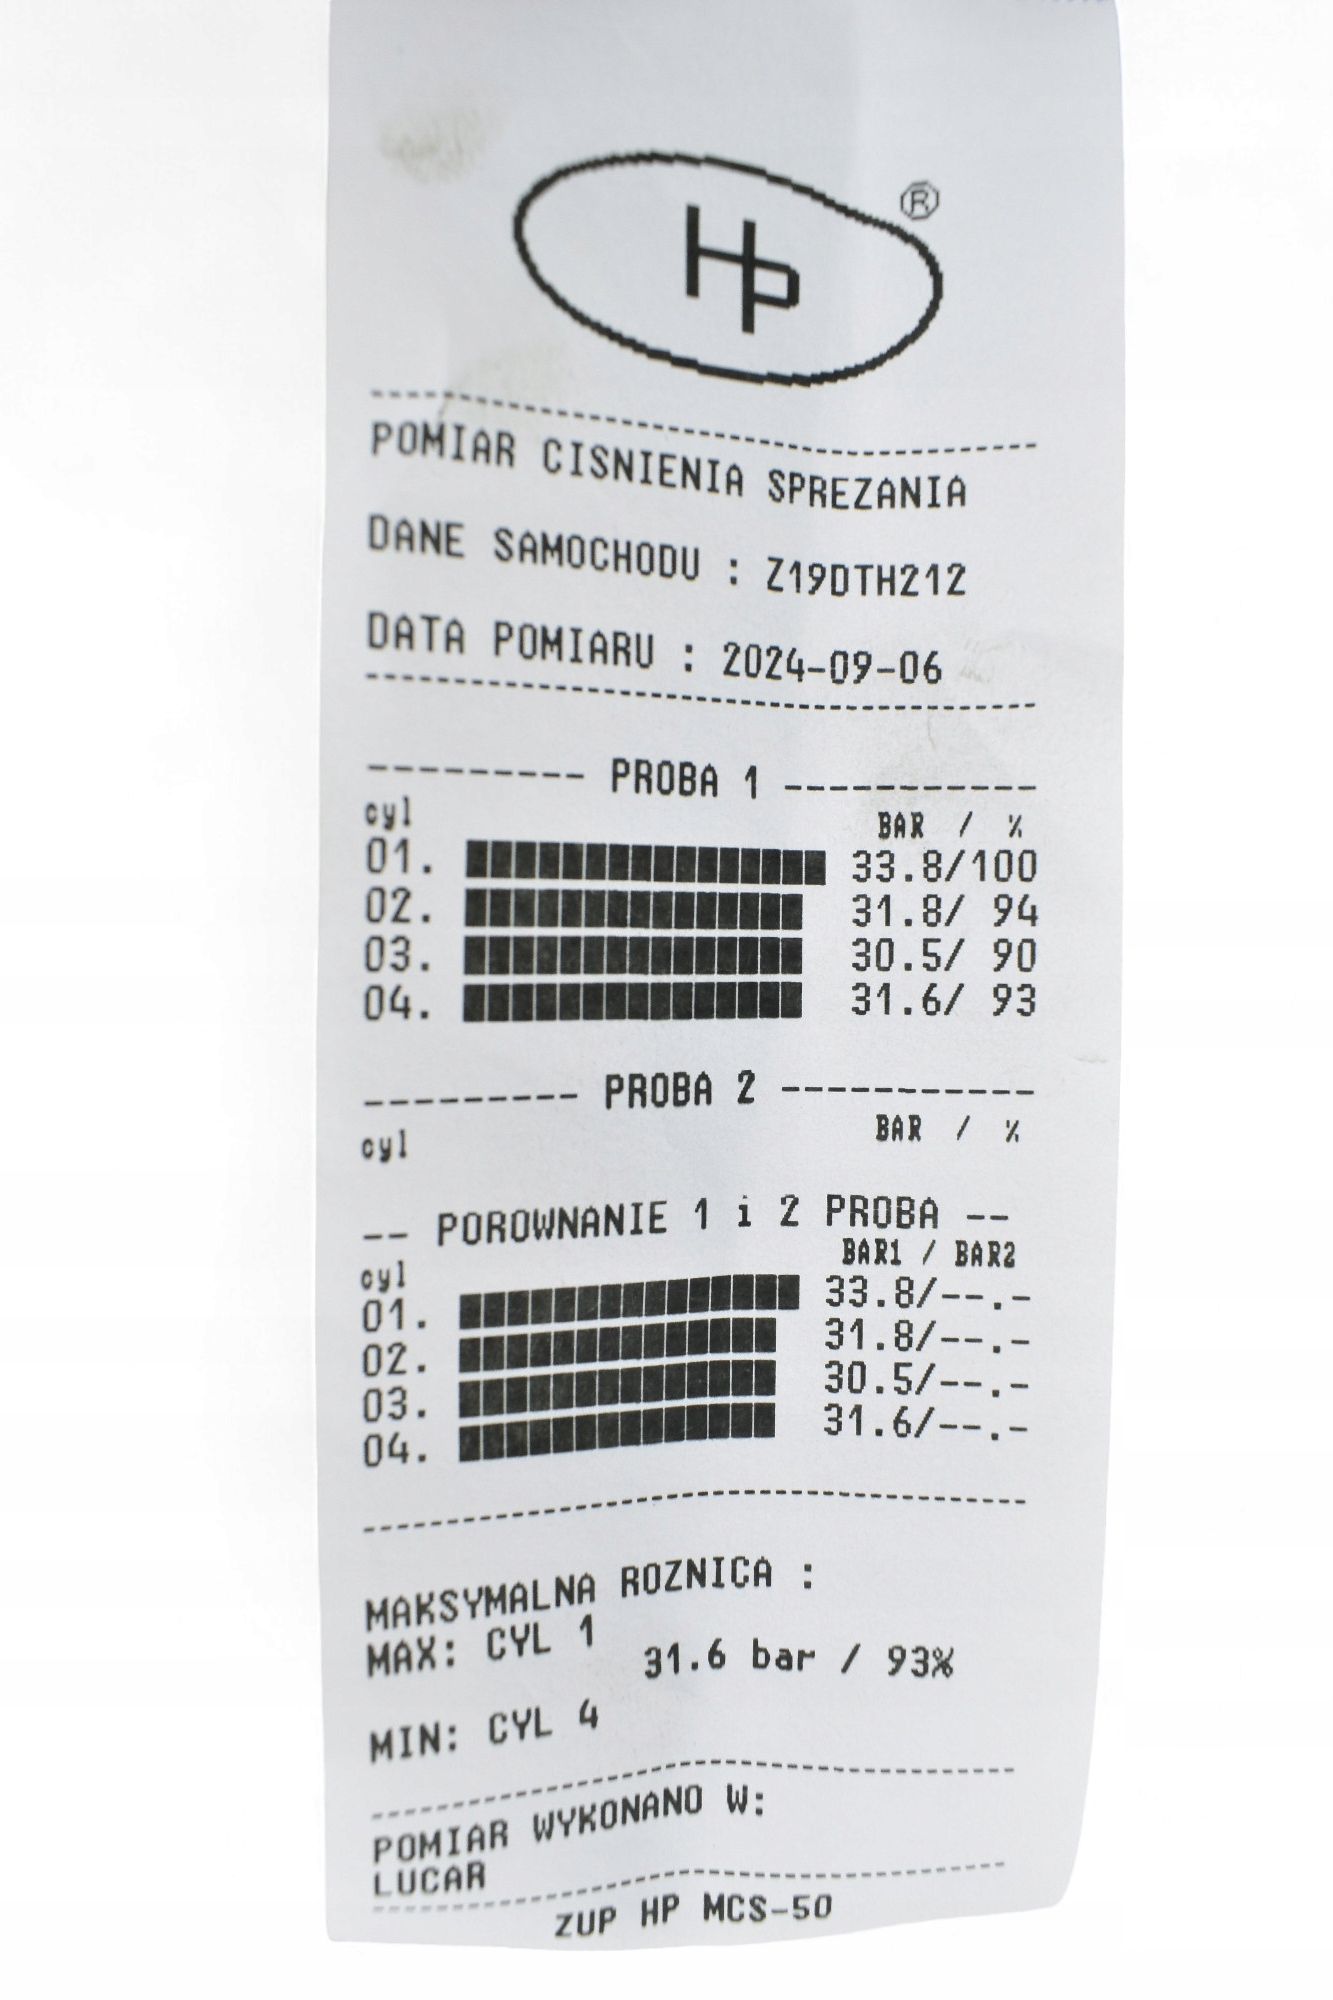 HP ®
POMIAR CISNIENIA SPREZANIA
DANE SAMOCHODU : Z19DTH212
DATA POMIARU : 2024-09-06
--------- PROBA 1 -----------
cyl BAR / %
01. 33.8/100
02. 31.8/ 94
03. 30.5/ 90
04. 31.6/ 93
--------- PROBA 2 -----------
cyl BAR / %
-- POROWNANIE 1 i 2 PROBA --
cyl BAR1 / BAR2
01. 33.8/--.-
02. 31.8/--.-
03. 30.5/--.-
04. 31.6/--.-
MAKSYMALNA ROZNICA :
MAX: CYL 1
31.6 bar / 93%
MIN: CYL 4
POMIAR WYKONANO W:
LUCAR
ZUP HP MCS-50